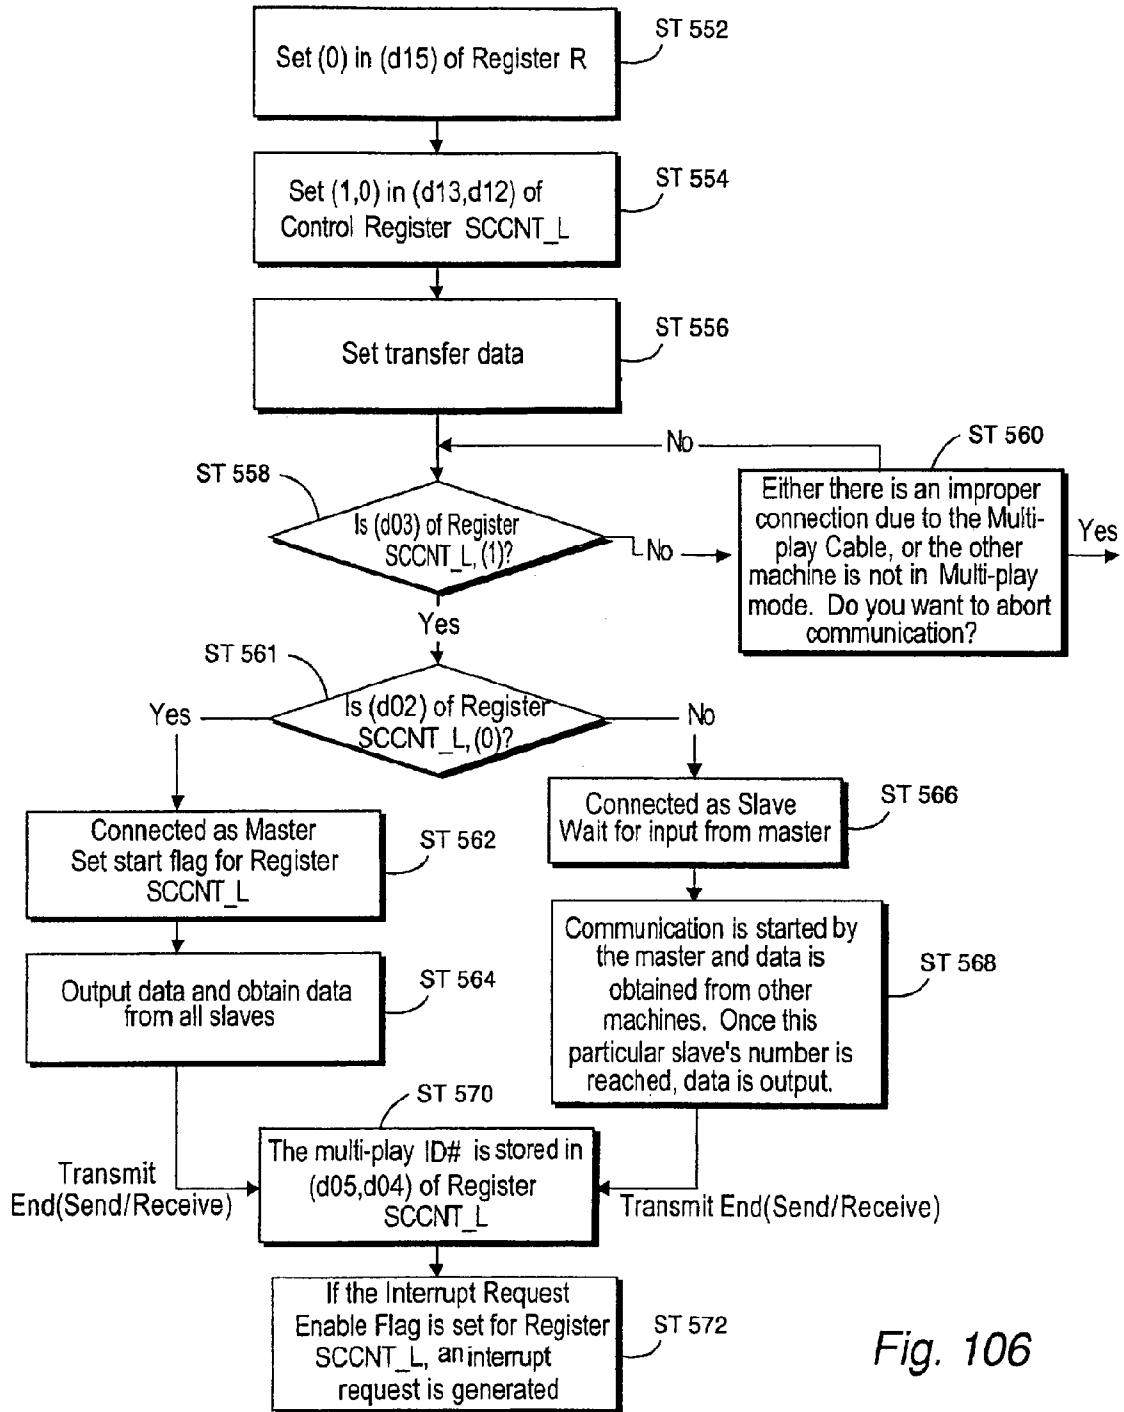 Set (0) in (d15) of Register R
ST 552
Set (1,0) in (d13,d12) of
Control Register SCCNT_L
ST 554
Set transfer data
ST 556
No
ST 560
ST 558
Is (d03) of Register
SCCNT_L, (1)?
No
Either there is an improper
connection due to the Multi-
play Cable, or the other
machine is not in Multi-play
mode. Do you want to abort
communication?
Yes
Yes
ST 561
Is (d02) of Register
SCCNT_L, (0)?
Yes
No
Connected as Master
Set start flag for Register
SCCNT_L
ST 562
Connected as Slave
Wait for input from master
ST 566
Output data and obtain data
from all slaves
ST 564
Communication is started by
the master and data is
obtained from other
machines. Once this
particular slave's number is
reached, data is output.
ST 568
ST 570
The multi-play ID# is stored in
(d05,d04) of Register
SCCNT_L
Transmit
End(Send/Receive)
Transmit End(Send/Receive)
If the Interrupt Request
Enable Flag is set for Register
SCCNT_L, an interrupt
request is generated
ST 572
Fig. 106